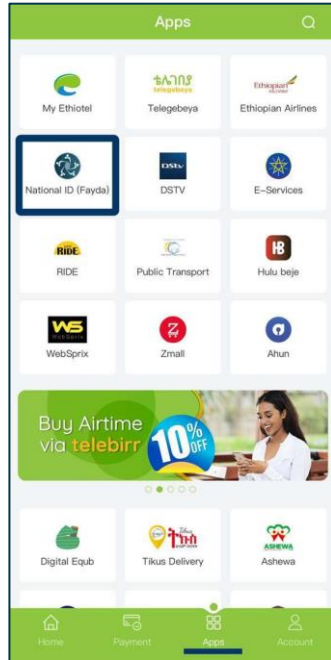 Apps
ቴሌገበያ
telegebeya
Ethiopian
My Ethiotel
Telegebeya
Ethiopian Airlines
DStv
National ID (Fayda)
DSTV
E-Services
RIDE
HB
RIDE
Public Transport
Hulu beje
WS
WebSprix
WebSprix
Zmall
Ahun
Buy Airtime
via telebirr
10%
OFF
Tikus
ትኩስ
ASHEWA
Digital Equb
Tikus Delivery
Ashewa
Home
Payment
Apps
Account